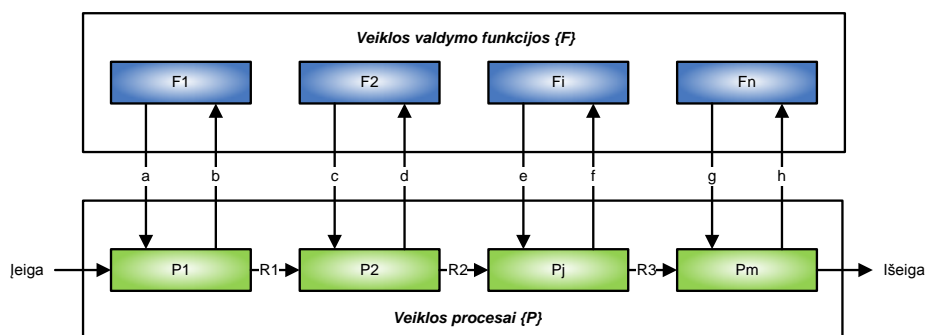 Veiklos valdymo funkcijos {F}
F1 F2 Fi Fn
a b c d e f g h
Įeiga P1 R1 P2 R2 Pj R3 Pm Išeiga
Veiklos procesai {P}